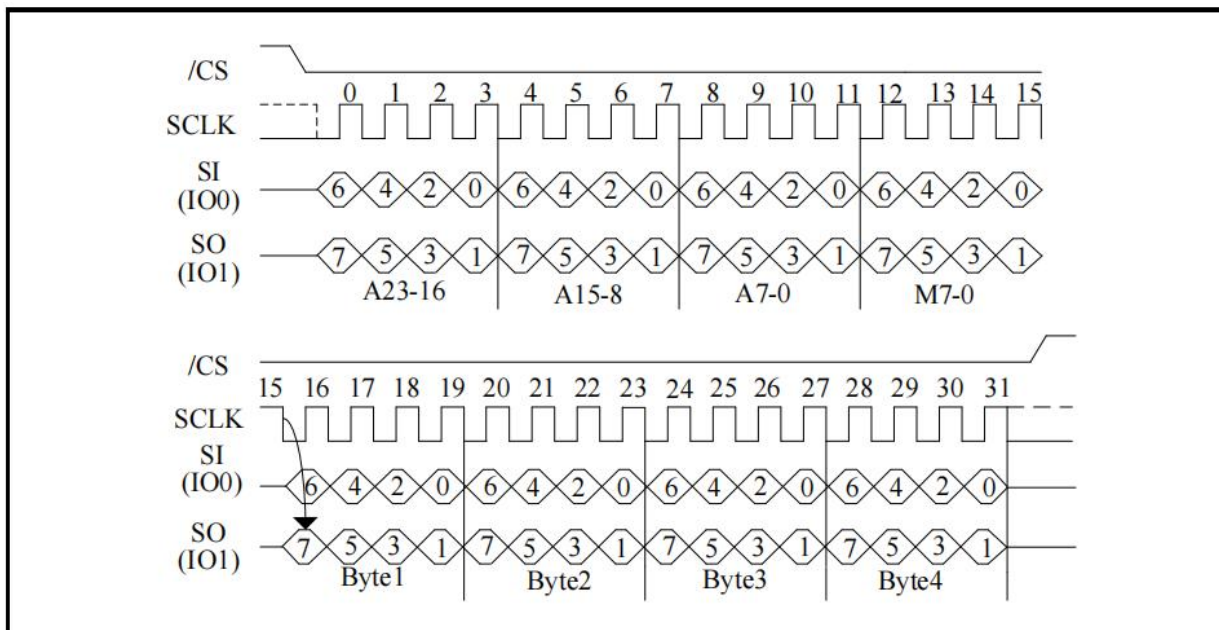 /CS
0 1 2 3 4 5 6 7 8 9 10 11 12 13 14 15
SCLK
SI
(IO0)
6 4 2 0 6 4 2 0 6 4 2 0 6 4 2 0
SO
(IO1)
7 5 3 1 7 5 3 1 7 5 3 1 7 5 3 1
A23-16 A15-8 A7-0 M7-0
/CS
15 16 17 18 19 20 21 22 23 24 25 26 27 28 29 30 31
SCLK
SI
(IO0)
6 4 2 0 6 4 2 0 6 4 2 0 6 4 2 0
SO
(IO1)
7 5 3 1 7 5 3 1 7 5 3 1 7 5 3 1
Byte1 Byte2 Byte3 Byte4